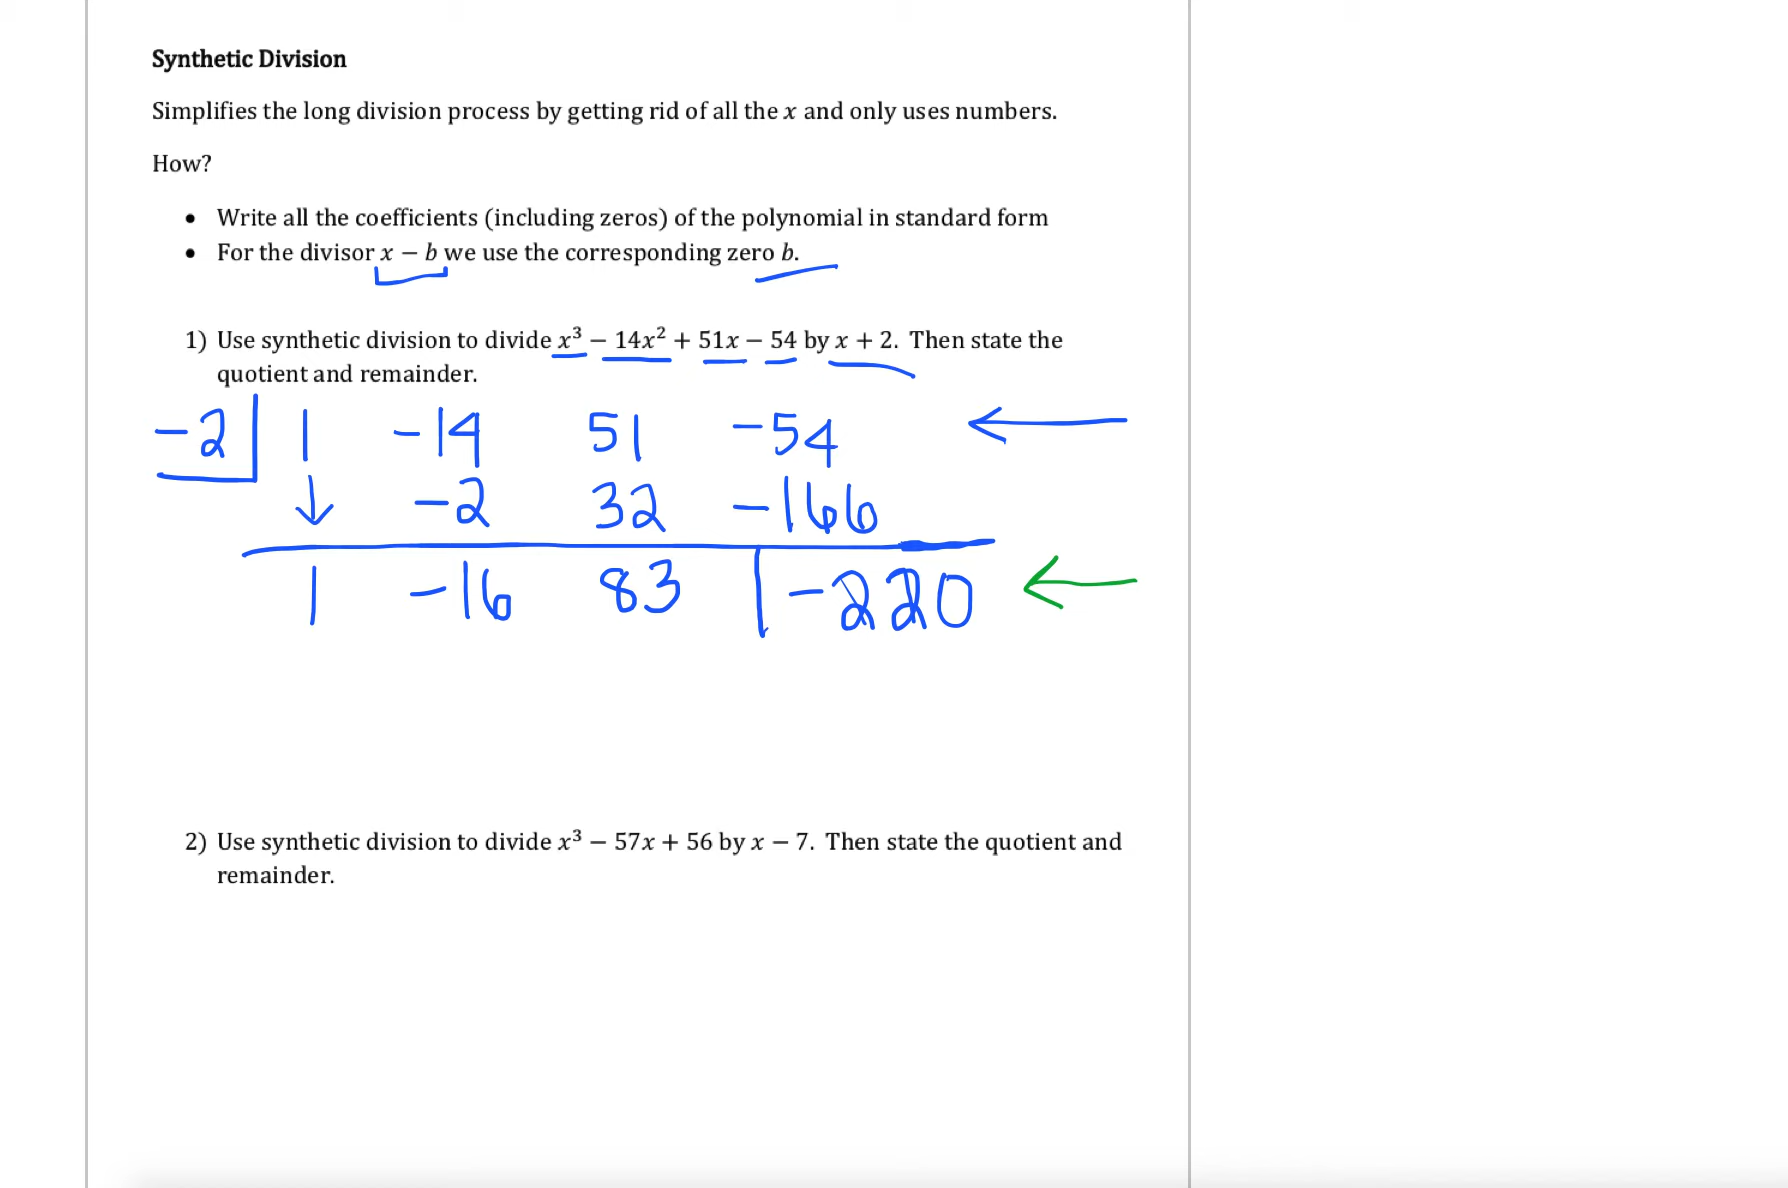 Synthetic Division
Simplifies the long division process by getting rid of all the x and only uses numbers.
How?
• Write all the coefficients (including zeros) of the polynomial in standard form
• For the divisor x − b we use the corresponding zero b.
1) Use synthetic division to divide x³ − 14x² + 51x − 54 by x + 2. Then state the
quotient and remainder.
-2 | 1 -14 51 -54 ←
↓ -2 32 -166
1 -16 83 | -220 ←
2) Use synthetic division to divide x³ − 57x + 56 by x − 7. Then state the quotient and
remainder.